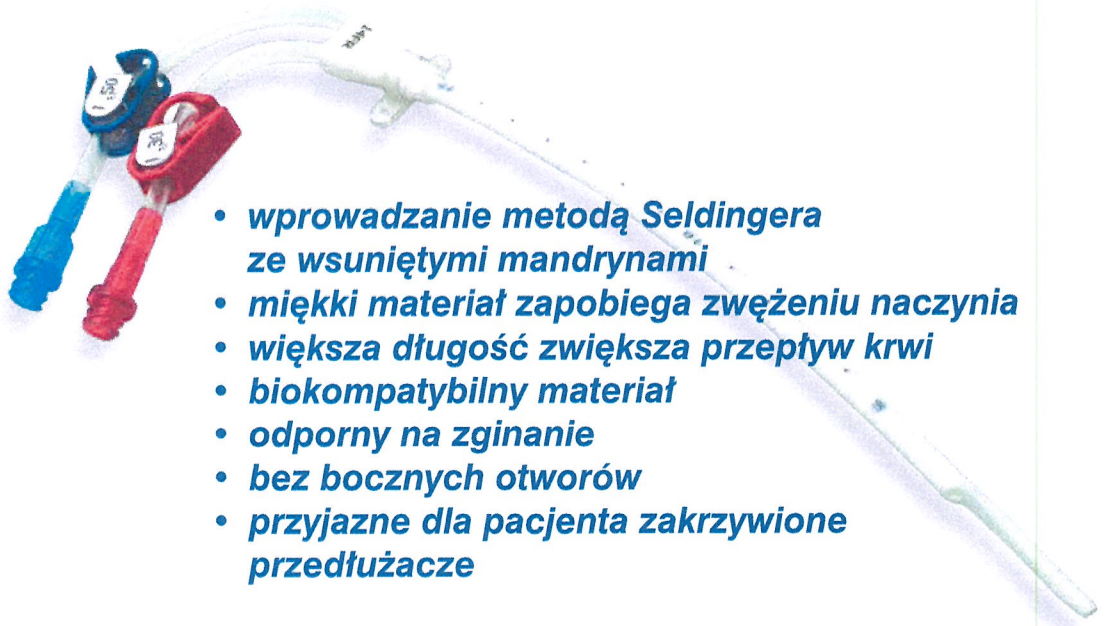 14FR.
• wprowadzanie metodą Seldingera
ze wsuniętymi mandrynami
• miękki materiał zapobiega zwężeniu naczynia
• większa długość zwiększa przepływ krwi
• biokompatybilny materiał
• odporny na zginanie
• bez bocznych otworów
• przyjazne dla pacjenta zakrzywione
przedłużacze